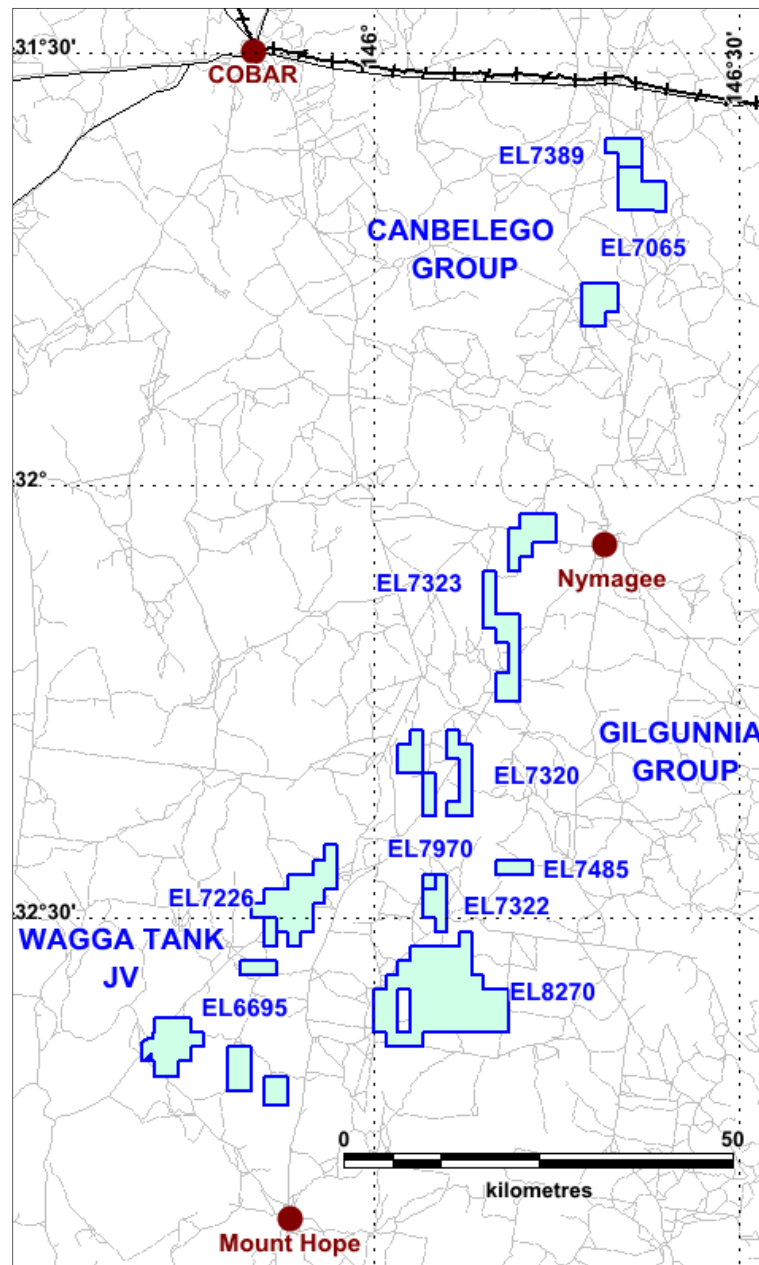 31°30'
COBAR
146°
146°30'
EL7389
CANBELEGO
GROUP
EL7065
32°
Nymagee
EL7323
GILGUNNIA
GROUP
EL7320
EL7970
EL7485
EL7226
EL7322
32°30'
WAGGA TANK
JV
EL8270
EL6695
0 50
kilometres
Mount Hope